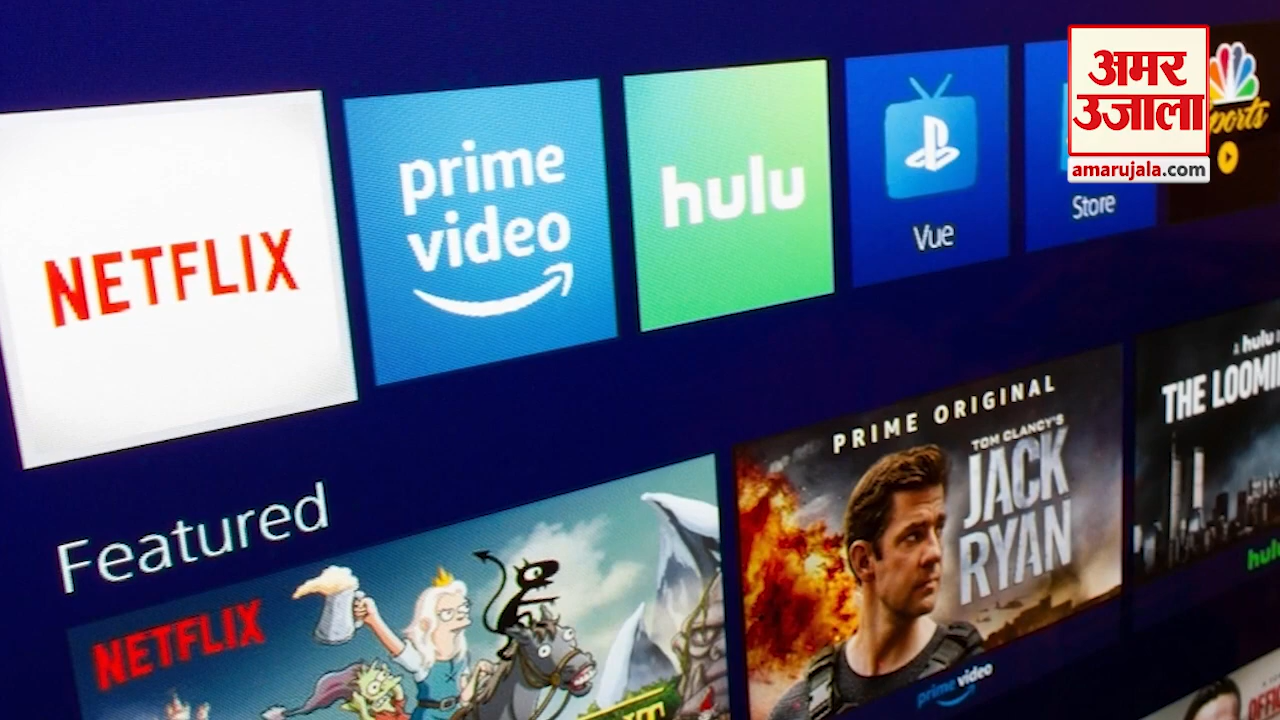 NETFLIX
prime
video
hulu
Vue
Store
अमर
उजाला
amarujala.com
Featured
NETFLIX
PRIME ORIGINAL
TOM CLANCY'S
JACK
RYAN
prime video
A hulu
THE
hulu